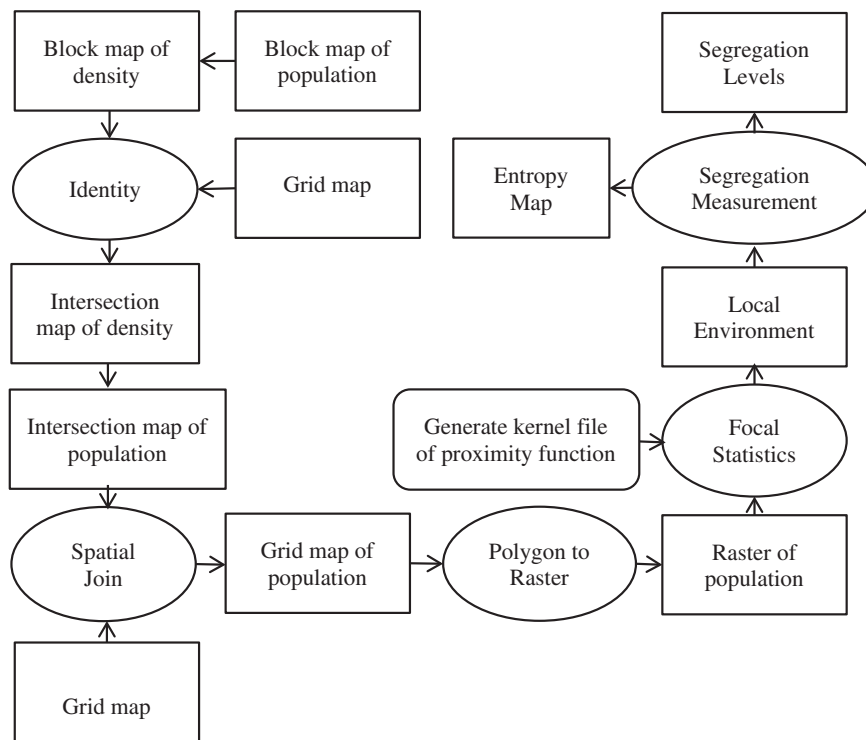 Block map of
density
Block map of
population
Segregation
Levels
Identity
Grid map
Entropy
Map
Segregation
Measurement
Intersection
map of density
Local
Environment
Intersection map of
population
Generate kernel file
of proximity function
Focal
Statistics
Spatial
Join
Grid map of
population
Polygon to
Raster
Raster of
population
Grid map